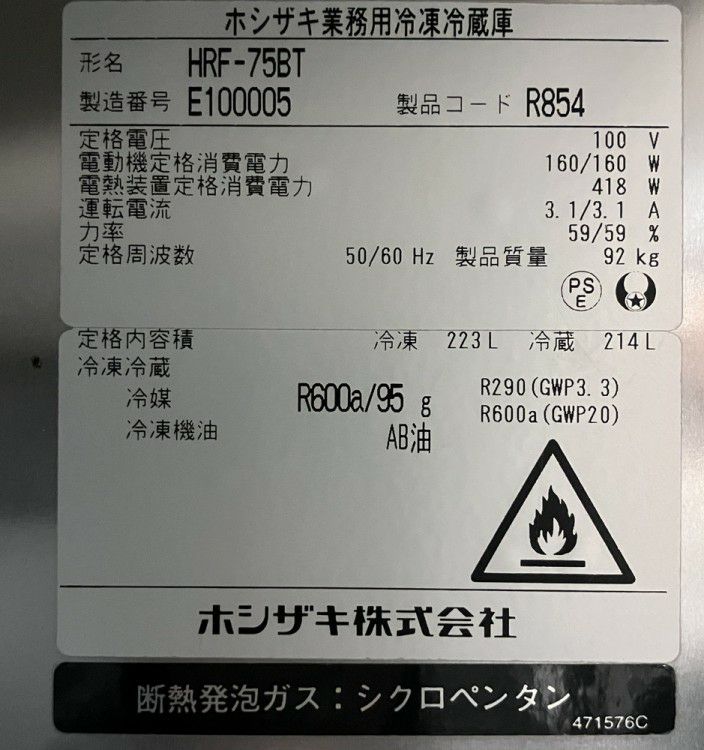 ホシザキ業務用冷凍冷蔵庫
形名 HRF-75BT
製造番号 E100005 製品コード R854
定格電圧 100 V
電動機定格消費電力 160/160 W
電熱装置定格消費電力 418 W
運転電流 3.1/3.1 A
力率 59/59 %
定格周波数 50/60 Hz 製品質量 92 kg
PS
E
定格内容積 冷凍 223L 冷蔵 214L
冷凍冷蔵
冷媒 R600a/95 g R290(GWP3.3)
R600a(GWP20)
冷凍機油 AB油
ホシザキ株式会社
断熱発泡ガス：シクロペンタン
471576C